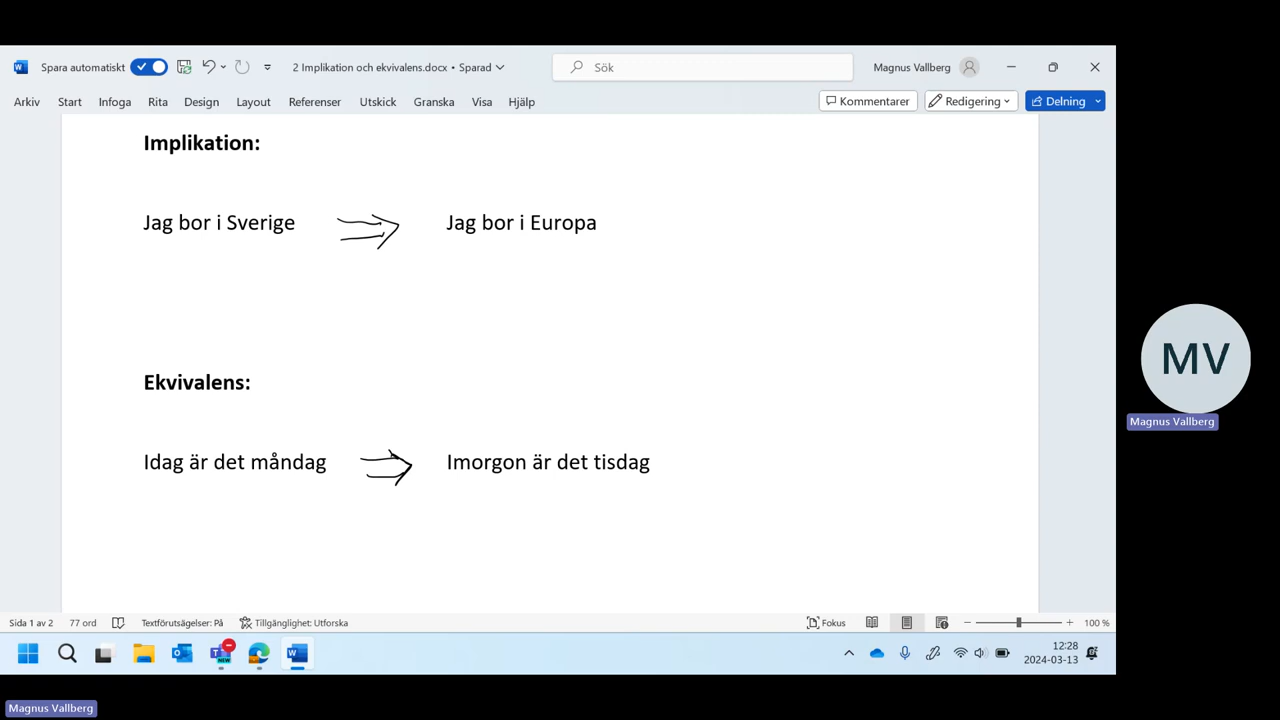 Spara automatiskt 2 Implikation och ekvivalens.docx • Sparad Sök Magnus Vallberg
Arkiv Start Infoga Rita Design Layout Referenser Utskick Granska Visa Hjälp Kommentarer Redigering Delning
Implikation:
Jag bor i Sverige ⇒ Jag bor i Europa
MV
Magnus Vallberg
Ekvivalens:
Idag är det måndag ⇒ Imorgon är det tisdag
Sida 1 av 2 77 ord Textförutsägelser: På Tillgänglighet: Utforska Fokus 100 %
NEW
12:28
2024-03-13
Magnus Vallberg